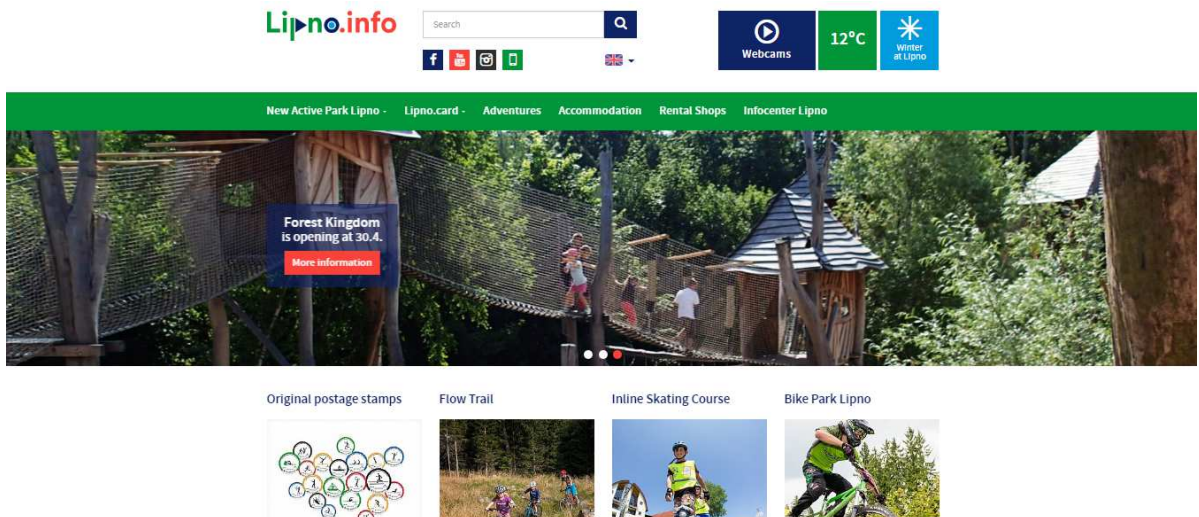 Lipno.info
Search
Webcams
12°C
Winter
at Lipno
New Active Park Lipno - Lipno.card - Adventures Accommodation Rental Shops Infocenter Lipno
Forest Kingdom
is opening at 30.4.
More information
Original postage stamps Flow Trail Inline Skating Course Bike Park Lipno